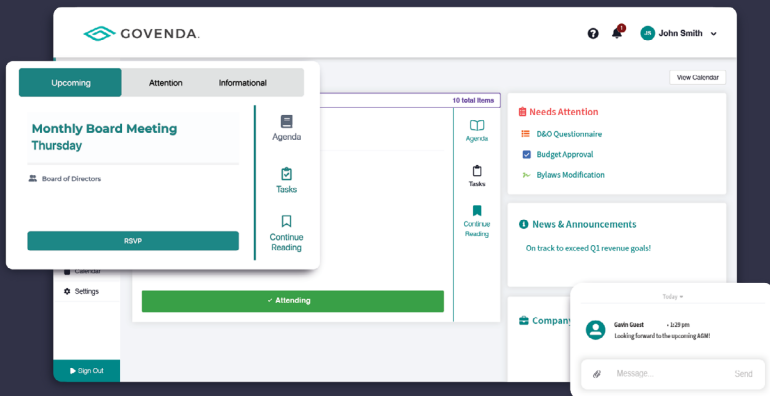 GOVENDA.
1
JS
John Smith
View Calendar
Upcoming
Attention
Informational
10 total Items
Monthly Board Meeting
Thursday
Board of Directors
RSVP
Agenda
Tasks
Continue
Reading
Agenda
Tasks
Continue
Reading
Needs Attention
D&O Questionnaire
Budget Approval
Bylaws Modification
News & Announcements
On track to exceed Q1 revenue goals!
Calendar
Settings
✓ Attending
Company
Sign Out
Today
Gavin Guest • 1:29 pm
Looking forward to the upcoming AGM!
Message...
Send